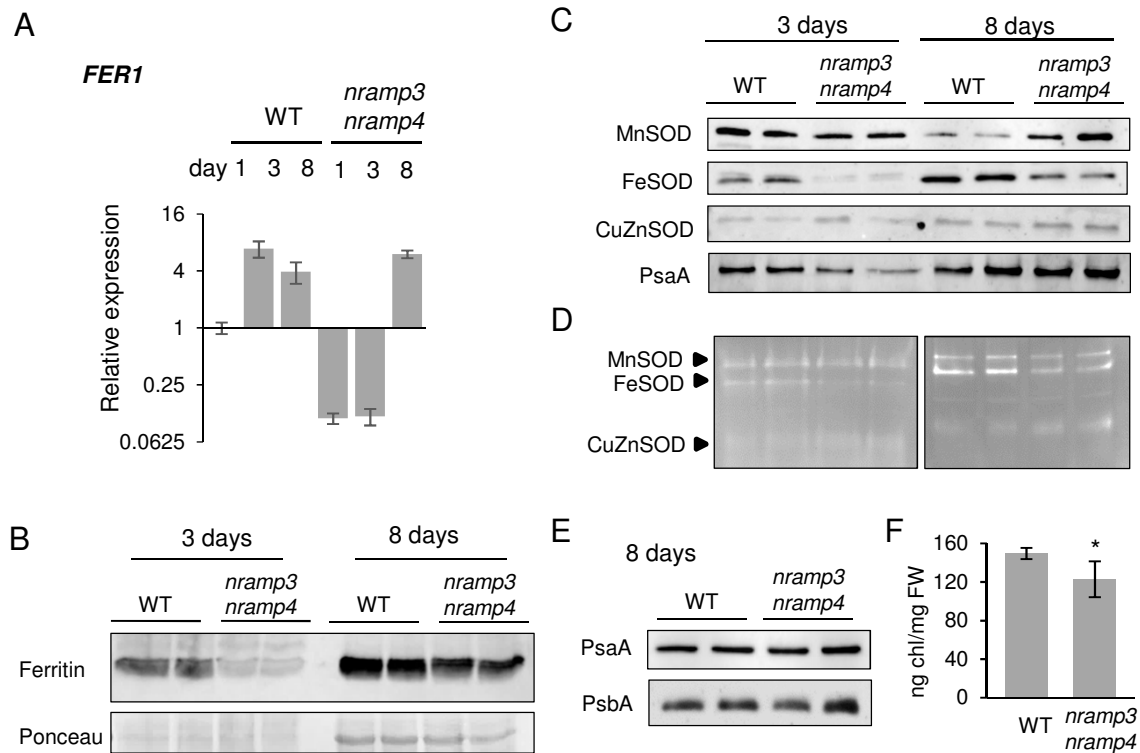 A
FER1
WT
nramp3
nramp4
day 1 3 8 1 3 8
Relative expression
16
4
1
0.25
0.0625
B
3 days
8 days
WT
nramp3
nramp4
WT
nramp3
nramp4
Ferritin
Ponceau
C
3 days
8 days
WT
nramp3
nramp4
WT
nramp3
nramp4
MnSOD
FeSOD
CuZnSOD
PsaA
D
MnSOD
FeSOD
CuZnSOD
E
8 days
WT
nramp3
nramp4
PsaA
PsbA
F
ng chl/mg FW
160
120
80
40
0
*
WT
nramp3
nramp4